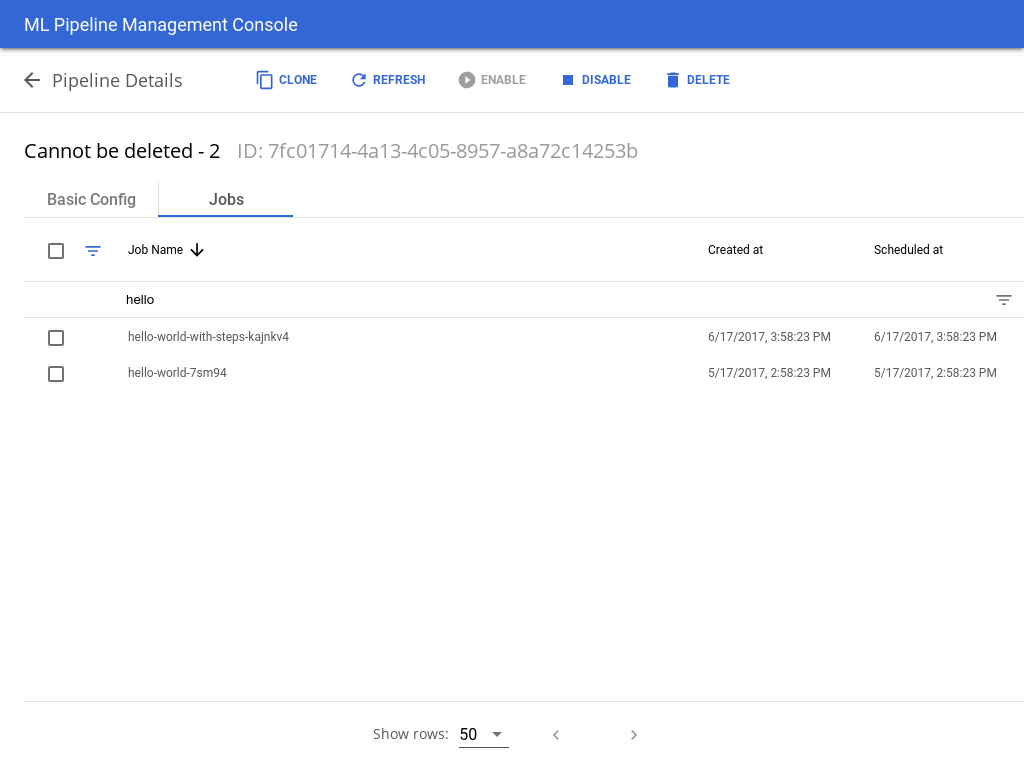 ML Pipeline Management Console
Pipeline Details CLONE REFRESH ENABLE DISABLE DELETE
Cannot be deleted - 2 ID: 7fc01714-4a13-4c05-8957-a8a72c14253b
Basic Config Jobs
Job Name Created at Scheduled at
hello
hello-world-with-steps-kajnkv4 6/17/2017, 3:58:23 PM 6/17/2017, 3:58:23 PM
hello-world-7sm94 5/17/2017, 2:58:23 PM 5/17/2017, 2:58:23 PM
Show rows: 50